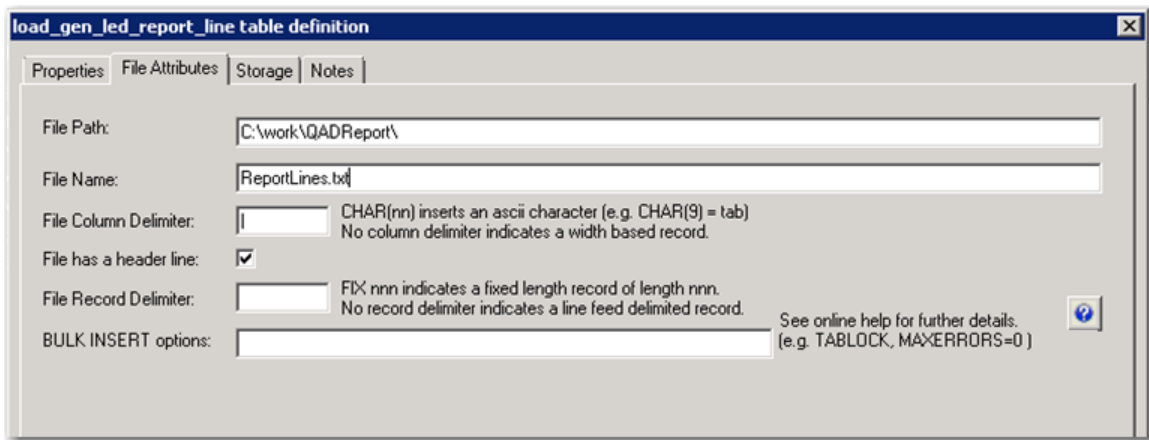 load_gen_led_report_line table definition
Properties File Attributes Storage Notes
File Path: C:\work\QADReport\
File Name: ReportLines.txt
File Column Delimiter: | CHAR(nn) inserts an ascii character (e.g. CHAR(9) = tab)
No column delimiter indicates a width based record.
File has a header line:
File Record Delimiter: FIX nnn indicates a fixed length record of length nnn.
No record delimiter indicates a line feed delimited record.
BULK INSERT options: See online help for further details.
(e.g. TABLOCK, MAXERRORS=0 )